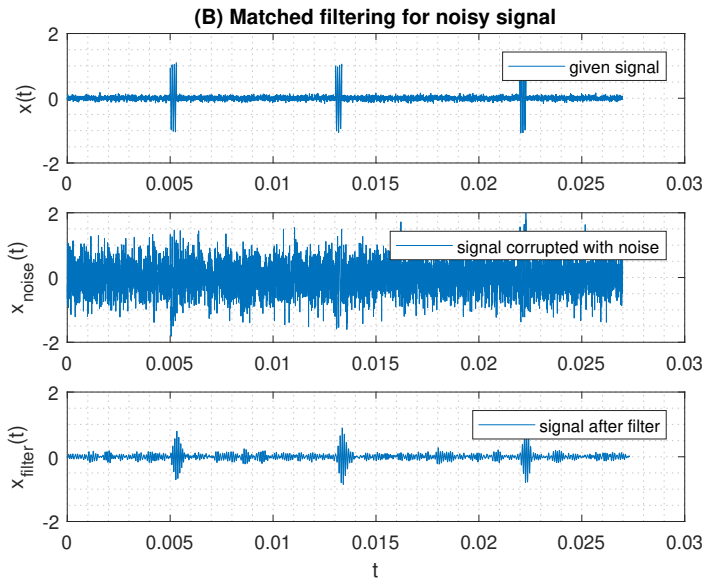 (B) Matched filtering for noisy signal
2
0
-2
x(t)
given signal
0 0.005 0.01 0.015 0.02 0.025 0.03
2
0
-2
x_noise(t)
signal corrupted with noise
0 0.005 0.01 0.015 0.02 0.025 0.03
2
0
-2
x_filter(t)
signal after filter
0 0.005 0.01 0.015 0.02 0.025 0.03
t